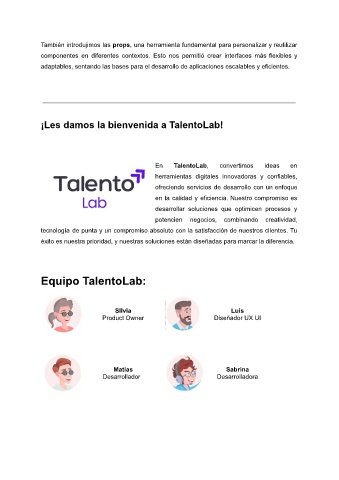 También introdujimos las props, una herramienta fundamental para personalizar y reutilizar
componentes en diferentes contextos. Esto nos permitió crear interfaces más flexibles y
adaptables, sentando las bases para el desarrollo de aplicaciones escalables y eficientes.
¡Les damos la bienvenida a TalentoLab!
Talento
Lab
En TalentoLab, convertimos ideas en
herramientas digitales innovadoras y confiables,
ofreciendo servicios de desarrollo con un enfoque
en la calidad y eficiencia. Nuestro compromiso es
desarrollar soluciones que optimicen procesos y
potencien negocios, combinando creatividad,
tecnología de punta y un compromiso absoluto con la satisfacción de nuestros clientes. Tu
éxito es nuestra prioridad, y nuestras soluciones están diseñadas para marcar la diferencia.
Equipo TalentoLab:
Silvia
Product Owner
Luis
Diseñador UX UI
Matías
Desarrollador
Sabrina
Desarrolladora